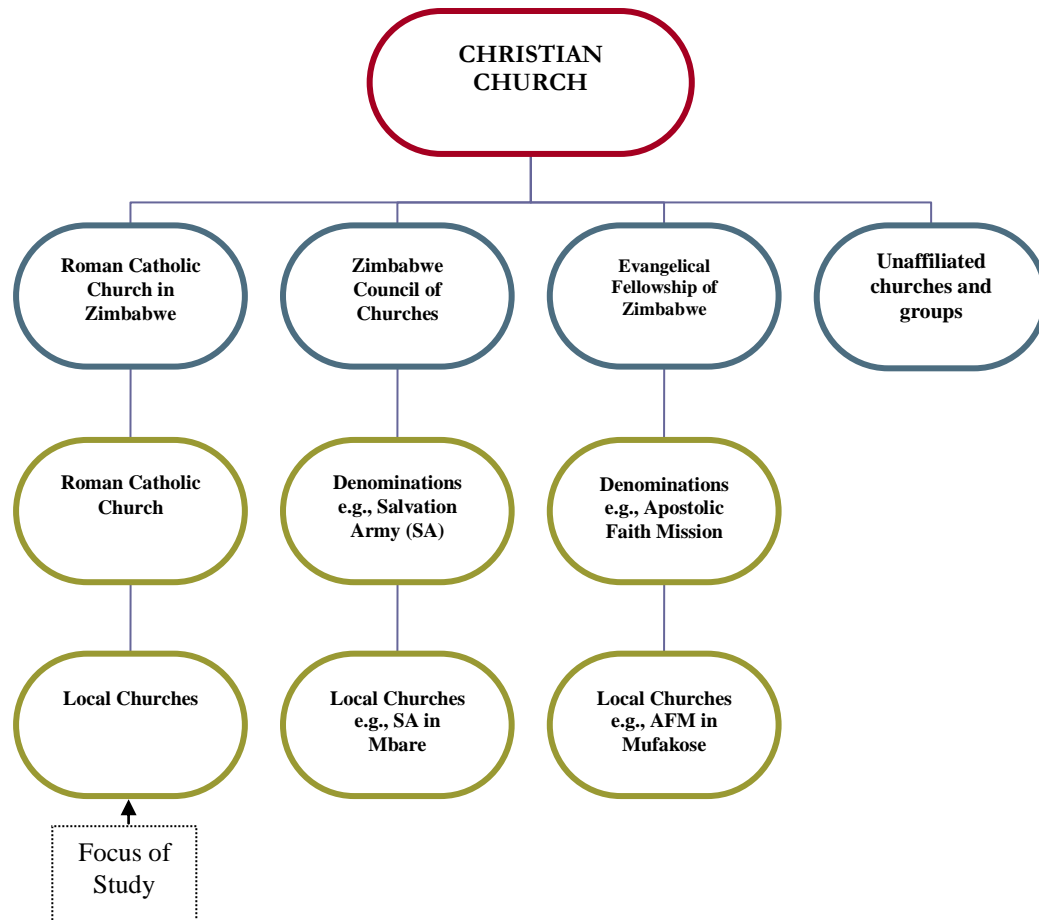 CHRISTIAN
CHURCH
Roman Catholic
Church in
Zimbabwe
Zimbabwe
Council of
Churches
Evangelical
Fellowship of
Zimbabwe
Unaffiliated
churches and
groups
Roman Catholic
Church
Denominations
e.g., Salvation
Army (SA)
Denominations
e.g., Apostolic
Faith Mission
Local Churches
Local Churches
e.g., SA in
Mbare
Local Churches
e.g., AFM in
Mufakose
Focus of
Study